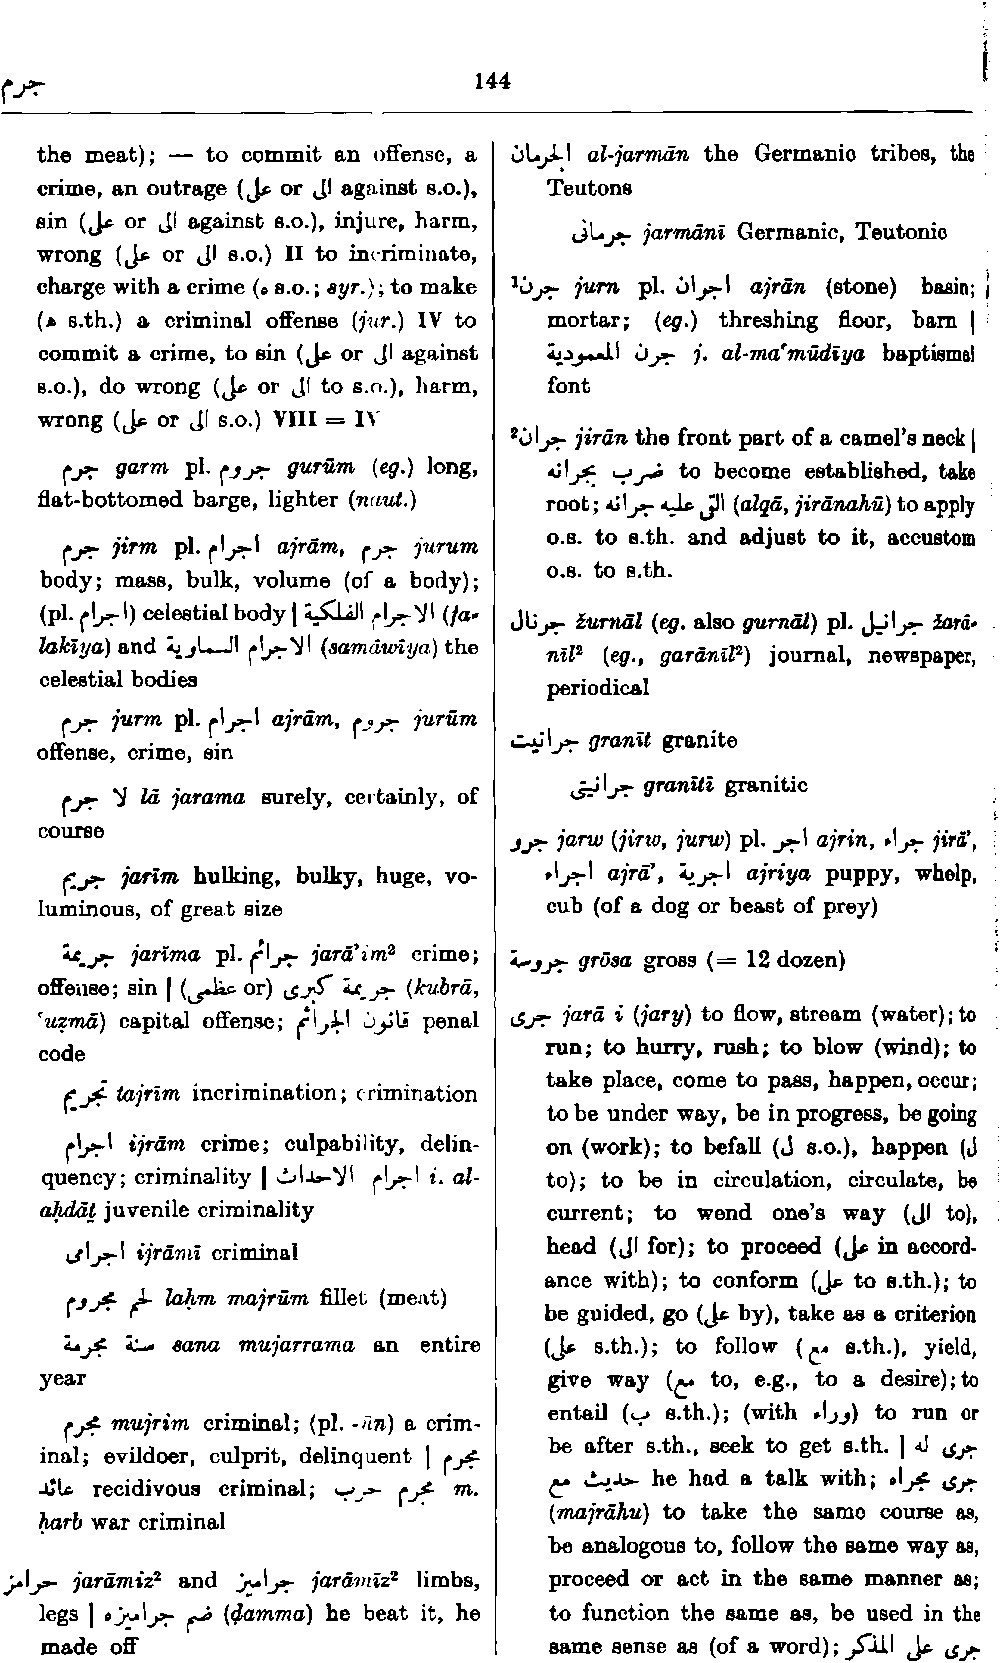 جرم
144
the meat); — to commit an offense, a
crime, an outrage (على or الى against s.o.),
sin (على or الى against s.o.), injure, harm,
wrong (على or الى s.o.) II to incriminate,
charge with a crime (ه s.o.; syr.); to make
(ه s.th.) a criminal offense (jur.) IV to
commit a crime, to sin (على or الى against
s.o.), do wrong (على or الى to s.o.), harm,
wrong (على or الى s.o.) VIII = IV
جرم garm pl. جروم gurūm (eg.) long,
flat-bottomed barge, lighter (naut.)
جرم jirm pl. اجرام ajrām, جرم jurum
body; mass, bulk, volume (of a body);
(pl. اجرام) celestial body | الاجرام الفلكية (fa-
lakīya) and الاجرام السماوية (samāwīya) the
celestial bodies
جرم jurm pl. اجرام ajrām, جروم jurūm
offense, crime, sin
لا جرم lā jarama surely, certainly, of
course
جريم jarīm hulking, bulky, huge, vo-
luminous, of great size
جريمة jarīma pl. جرائم jarā'im² crime;
offense; sin | جريمة كبرى (or عظمى) (kubrā,
ʿuẓmā) capital offense; قانون الجرائم penal
code
تجريم tajrīm incrimination; crimination
اجرام ijrām crime; culpability, delin-
quency; criminality | اجرام الاحداث i. al-
aḥdāṯ juvenile criminality
اجرامى ijrāmī criminal
لحم مجروم laḥm majrūm fillet (meat)
سنة مجرمة sana mujarrama an entire
year
مجرم mujrim criminal; (pl. -ūn) a crim-
inal; evildoer, culprit, delinquent | مجرم
عائد recidivous criminal; مجرم حرب m.
ḥarb war criminal
جرامز jarāmiz² and جراميز jarāmīz² limbs,
legs | ضم جراميزه (ḍamma) he beat it, he
made off
الجرمان al-jarmān the Germanic tribes, the
Teutons
جرمانى jarmānī Germanic, Teutonic
¹جرن jurn pl. اجران ajrān (stone) basin;
mortar; (eg.) threshing floor, barn |
جرن المعمودية j. al-maʿmūdīya baptismal
font
²جران jirān the front part of a camel's neck |
ضرب بجرانه to become established, take
root; القى عليه جرانه (alqā, jirānahū) to apply
o.s. to s.th. and adjust to it, accustom
o.s. to s.th.
جرنال žurnāl (eg. also gurnāl) pl. جرانيل žarā-
nīl² (eg., garānīl²) journal, newspaper,
periodical
جرانيت granīt granite
جرانيتى granītī granitic
جرو jarw (jirw, jurw) pl. اجر ajrin, جراء jirā',
اجراء ajrā', اجرية ajriya puppy, whelp,
cub (of a dog or beast of prey)
جروسة grōsa gross (= 12 dozen)
جرى jarā i (jary) to flow, stream (water); to
run; to hurry, rush; to blow (wind); to
take place, come to pass, happen, occur;
to be under way, be in progress, be going
on (work); to befall (ل s.o.), happen (ل
to); to be in circulation, circulate, be
current; to wend one's way (الى to),
head (الى for); to proceed (على in accord-
ance with); to conform (على to s.th.); to
be guided, go (على by), take as a criterion
(على s.th.); to follow (مع s.th.), yield,
give way (مع to, e.g., to a desire); to
entail (ب s.th.); (with وراء) to run or
be after s.th., seek to get s.th. | جرى له
حديث مع he had a talk with; جرى مجراه
(majrāhu) to take the same course as,
be analogous to, follow the same way as,
proceed or act in the same manner as;
to function the same as, be used in the
same sense as (of a word); جرى على المذكر